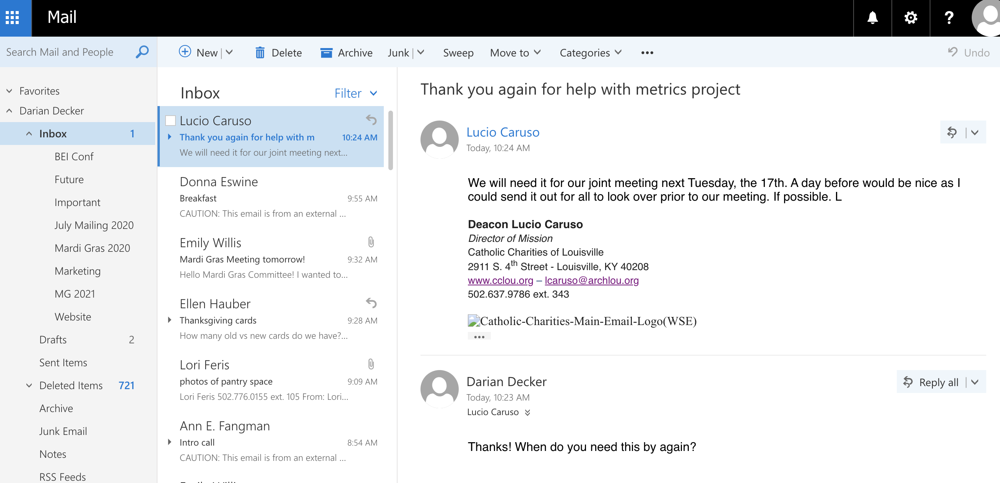 Mail
Search Mail and People
New
Delete
Archive
Junk
Sweep
Move to
Categories
Undo
Favorites
Darian Decker
Inbox 1
BEI Conf
Future
Important
July Mailing 2020
Mardi Gras 2020
Marketing
MG 2021
Website
Drafts 2
Sent Items
Deleted Items 721
Archive
Junk Email
Notes
RSS Feeds
Inbox Filter
Lucio Caruso
Thank you again for help with m 10:24 AM
We will need it for our joint meeting next...
Donna Eswine
Breakfast 9:55 AM
CAUTION: This email is from an external ...
Emily Willis
Mardi Gras Meeting tomorrow! 9:32 AM
Hello Mardi Gras Committee! I wanted to...
Ellen Hauber
Thanksgiving cards 9:28 AM
How many old vs new cards do we have?...
Lori Feris
photos of pantry space 9:09 AM
Lori Feris 502.776.0155 ext. 105 From: Lori...
Ann E. Fangman
Intro call 8:54 AM
CAUTION: This email is from an external ...
Thank you again for help with metrics project
Lucio Caruso
Today, 10:24 AM
We will need it for our joint meeting next Tuesday, the 17th. A day before would be nice as I
could send it out for all to look over prior to our meeting. If possible. L
Deacon Lucio Caruso
Director of Mission
Catholic Charities of Louisville
2911 S. 4th Street - Louisville, KY 40208
www.cclou.org – lcaruso@archlou.org
502.637.9786 ext. 343
Catholic-Charities-Main-Email-Logo(WSE)
Darian Decker
Reply all
Today, 10:23 AM
Lucio Caruso
Thanks! When do you need this by again?